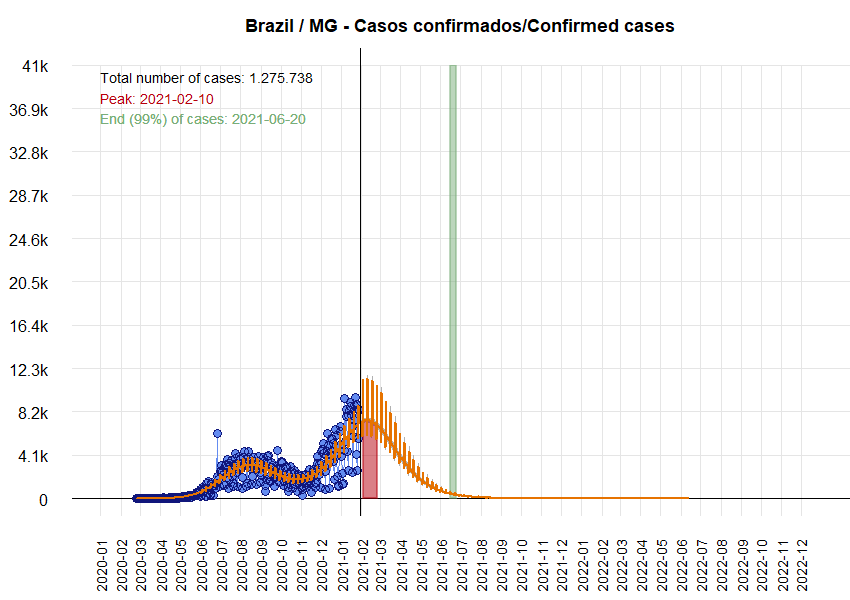 Brazil / MG - Casos confirmados/Confirmed cases
41k
Total number of cases: 1.275.738
Peak: 2021-02-10
End (99%) of cases: 2021-06-20
36.9k
32.8k
28.7k
24.6k
20.5k
16.4k
12.3k
8.2k
4.1k
0
2020-01
2020-02
2020-03
2020-04
2020-05
2020-06
2020-07
2020-08
2020-09
2020-10
2020-11
2020-12
2021-01
2021-02
2021-03
2021-04
2021-05
2021-06
2021-07
2021-08
2021-09
2021-10
2021-11
2021-12
2022-01
2022-02
2022-03
2022-04
2022-05
2022-06
2022-07
2022-08
2022-09
2022-10
2022-11
2022-12